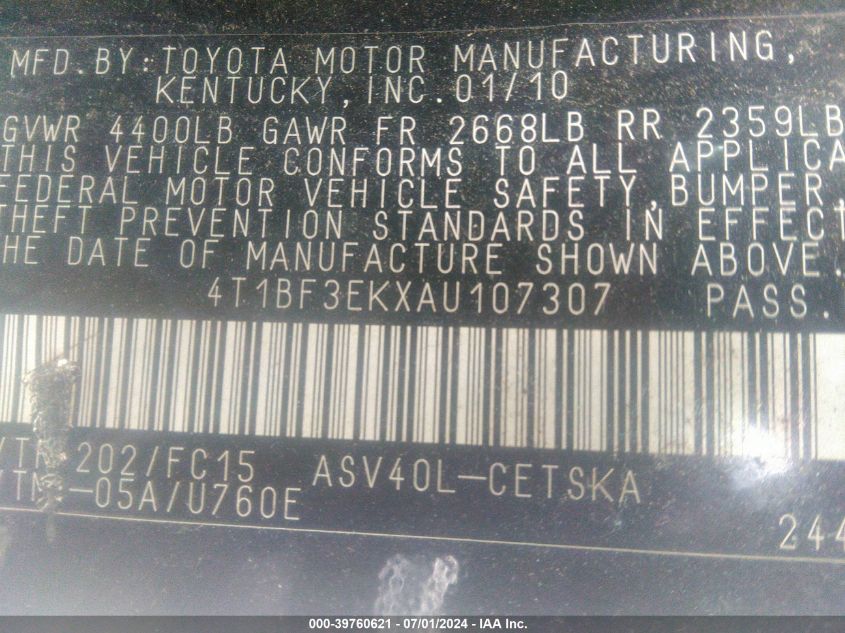 MFD. BY: TOYOTA MOTOR MANUFACTURING,
KENTUCKY, INC. 01/10
GVWR 4400LB GAWR FR 2668LB RR 2359LB
THIS VEHICLE CONFORMS TO ALL APPLICA
FEDERAL MOTOR VEHICLE SAFETY, BUMPER,
THEFT PREVENTION STANDARDS IN EFFECT
HE DATE OF MANUFACTURE SHOWN ABOVE.
4T1BF3EKXAU107307 PASS.
202/FC15 ASV40L-CETSKA
-05A/U760E
244
000-39760621 - 07/01/2024 - IAA Inc.